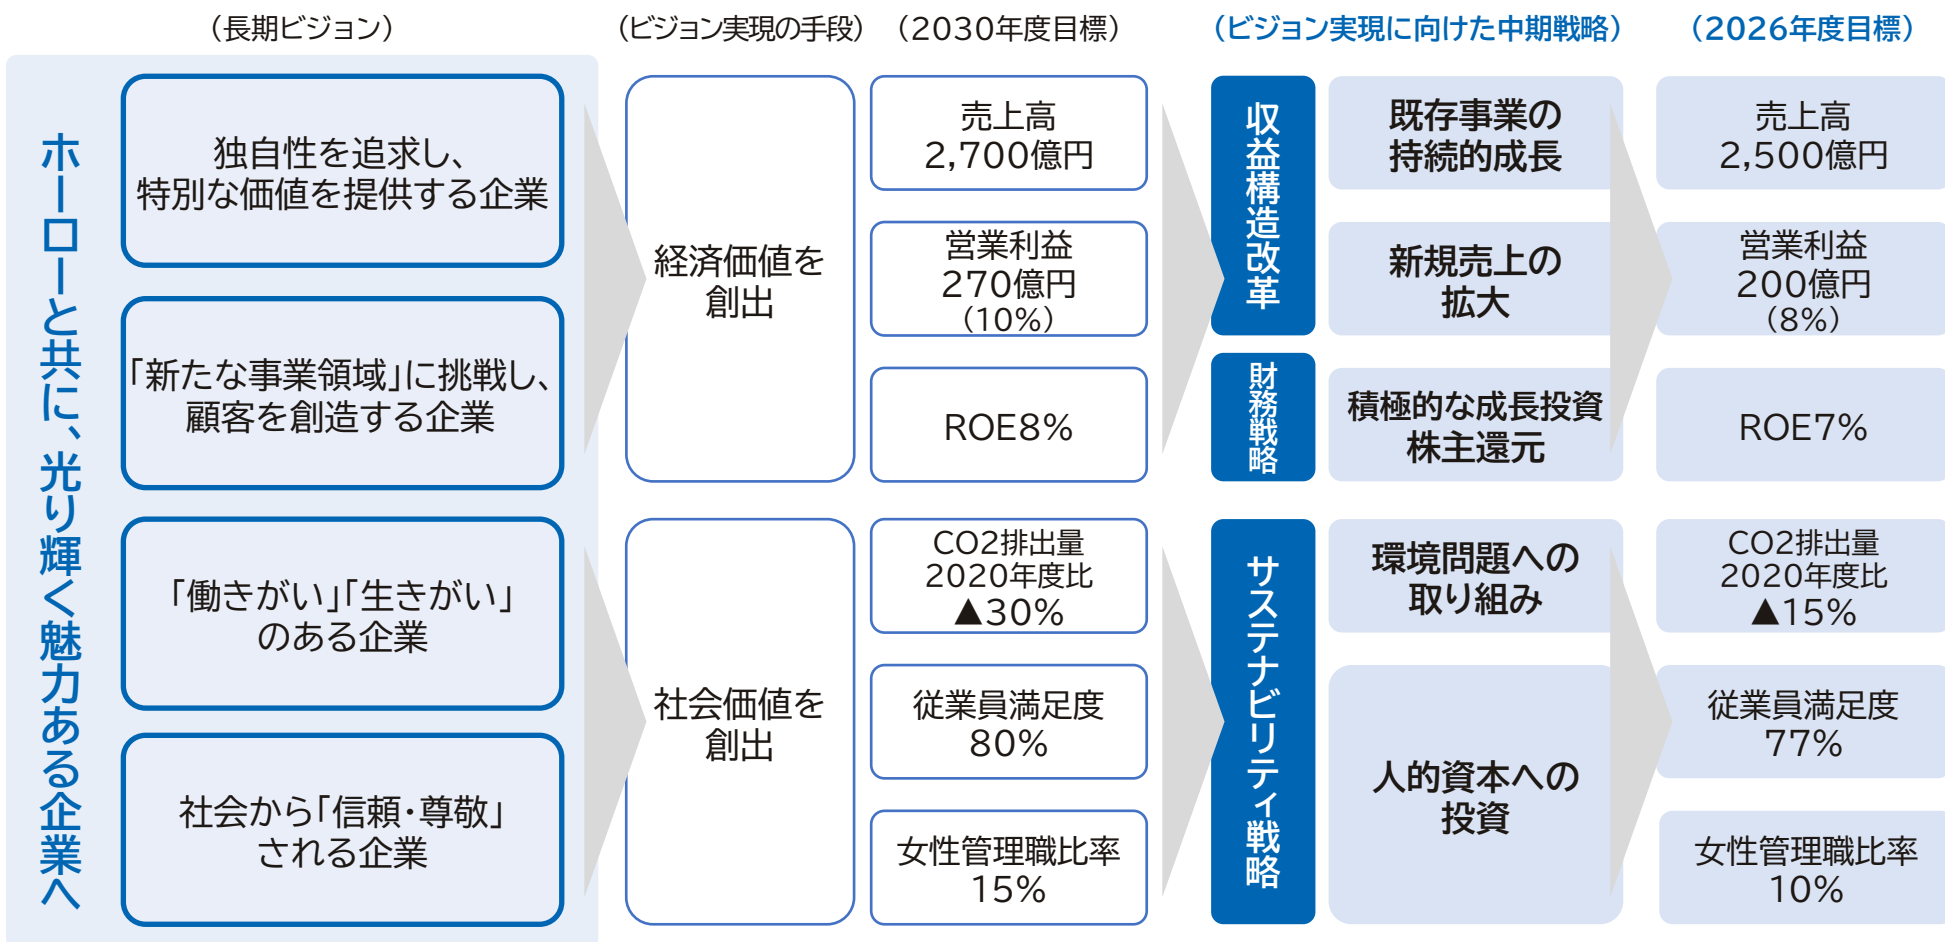 （長期ビジョン）
（ビジョン実現の手段）
（2030年度目標）
（ビジョン実現に向けた中期戦略）
（2026年度目標）
ホーローと共に、光り輝く魅力ある企業へ
独自性を追求し、
特別な価値を提供する企業
「新たな事業領域」に挑戦し、
顧客を創造する企業
「働きがい」「生きがい」
のある企業
社会から「信頼・尊敬」
される企業
経済価値を
創出
売上高
2,700億円
営業利益
270億円
（10%）
ROE8%
収益構造改革
既存事業の
持続的成長
新規売上の
拡大
財務戦略
積極的な成長投資
株主還元
売上高
2,500億円
営業利益
200億円
（8%）
ROE7%
社会価値を
創出
CO2排出量
2020年度比
▲30%
従業員満足度
80%
女性管理職比率
15%
サステナビリティ戦略
環境問題への
取り組み
人的資本への
投資
CO2排出量
2020年度比
▲15%
従業員満足度
77%
女性管理職比率
10%